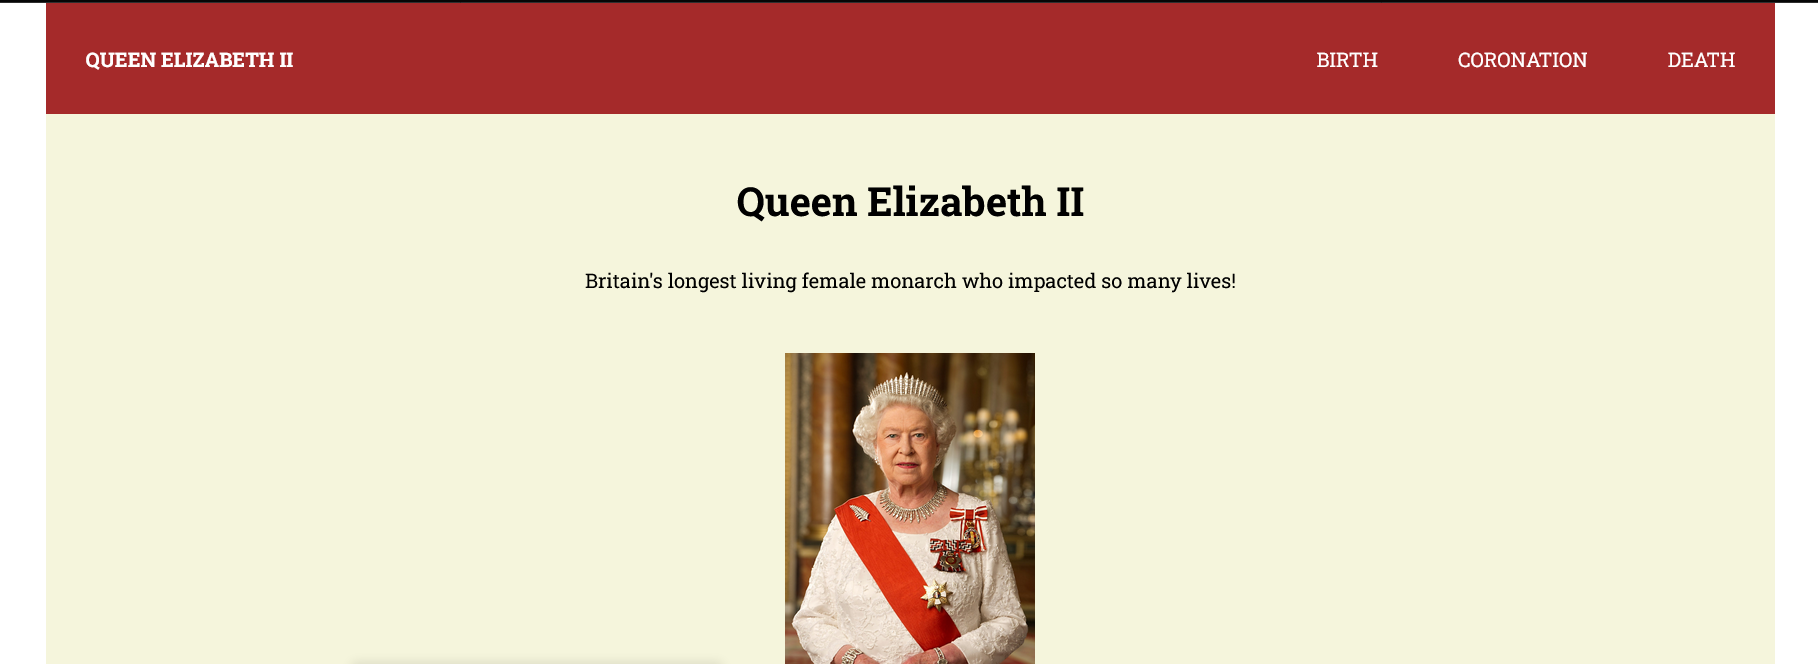 QUEEN ELIZABETH II BIRTH CORONATION DEATH
Queen Elizabeth II
Britain's longest living female monarch who impacted so many lives!